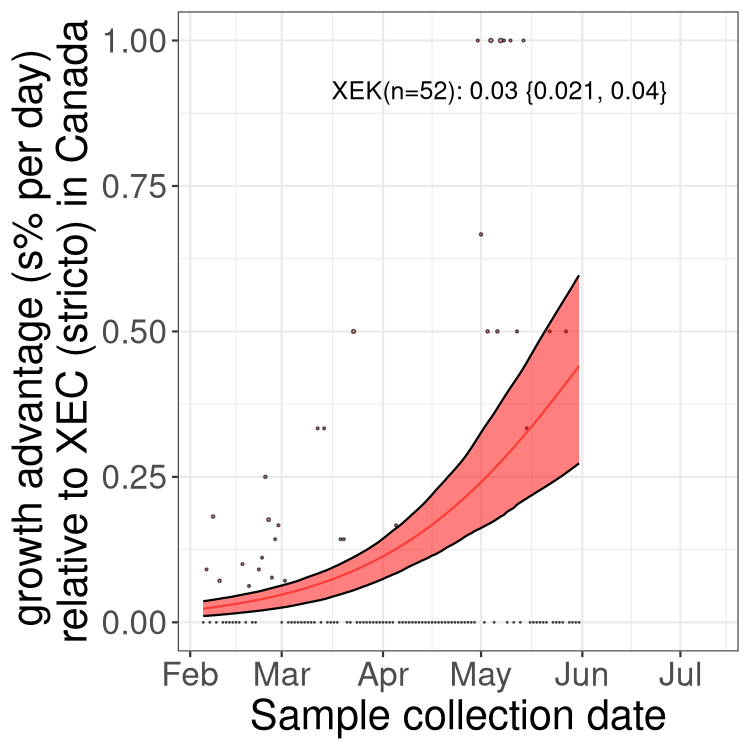 growth advantage (s% per day)
relative to XEC (stricto) in Canada
1.00
XEK(n=52): 0.03 {0.021, 0.04}
0.75
0.50
0.25
0.00
Feb Mar Apr May Jun Jul
Sample collection date